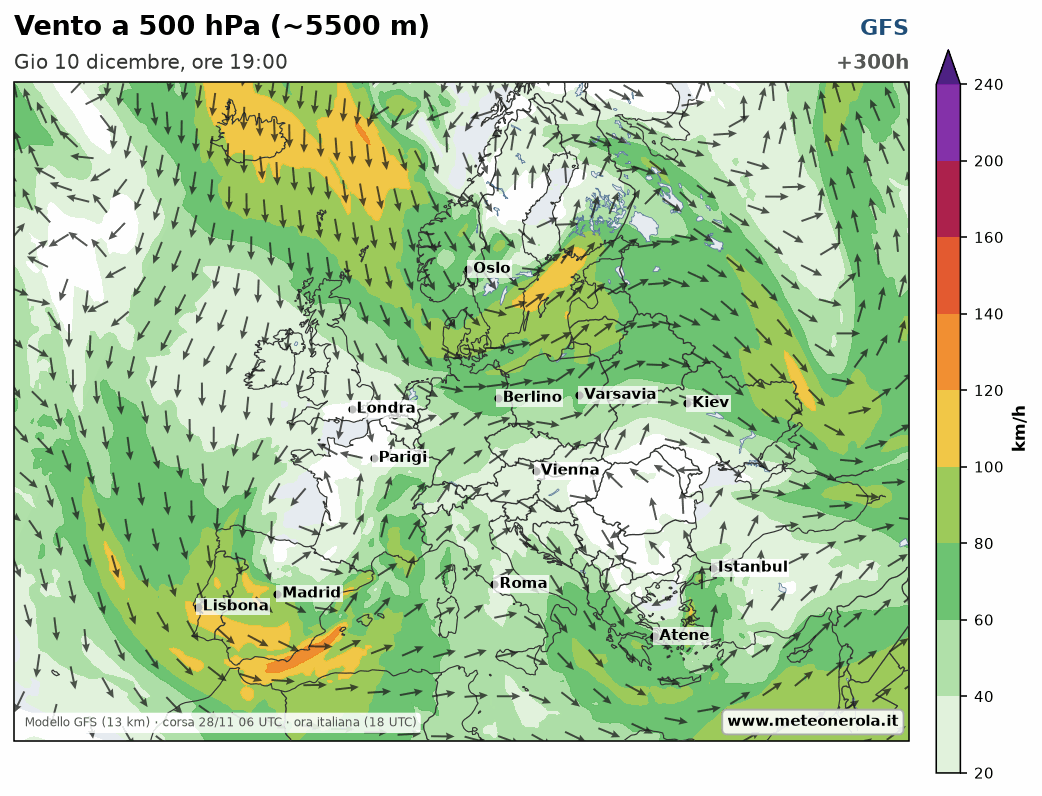 Vento a 500 hPa (~5500 m)
GFS
Gio 10 dicembre, ore 19:00
+300h
240
200
160
140
120
100
80
60
40
20
km/h
Oslo
Berlino
Varsavia
Kiev
Londra
Parigi
Vienna
Istanbul
Roma
Madrid
Lisbona
Atene
Modello GFS (13 km) · corsa 28/11 06 UTC · ora italiana (18 UTC)
www.meteonerola.it